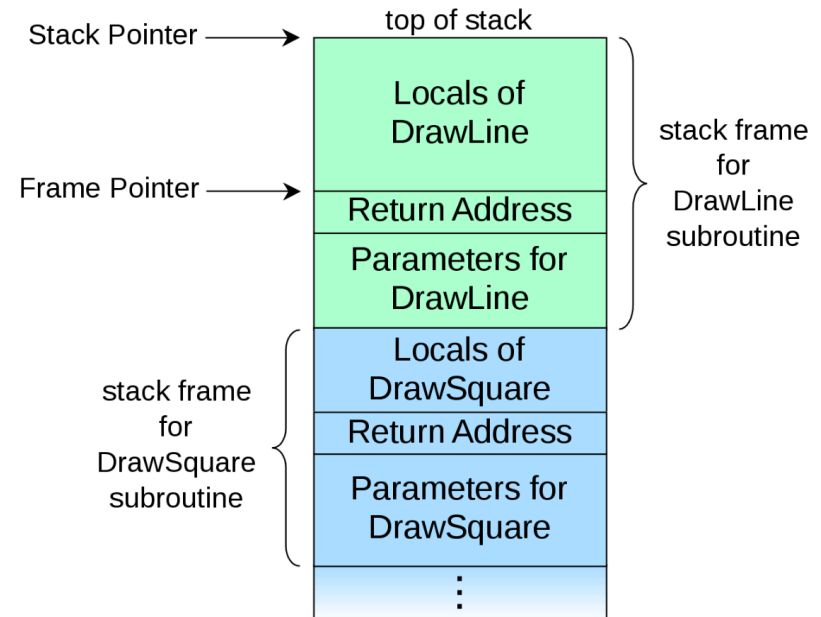 top of stack
Stack Pointer
Locals of
DrawLine
stack frame
for
DrawLine
subroutine
Frame Pointer
Return Address
Parameters for
DrawLine
Locals of
DrawSquare
stack frame
for
DrawSquare
subroutine
Return Address
Parameters for
DrawSquare
⋮